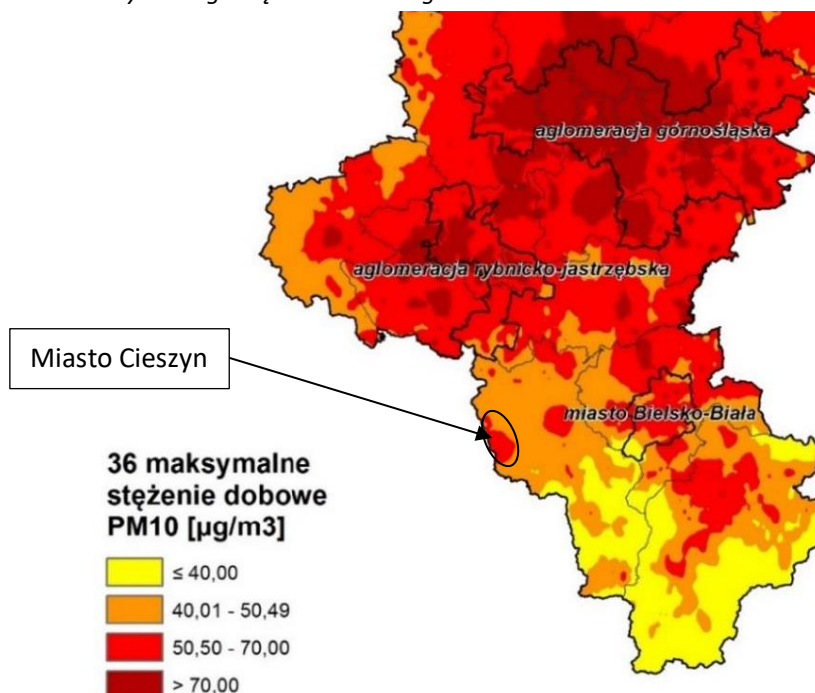 aglomeracja górnośląska
aglomeracja rybnicko-jastrzębska
Miasto Cieszyn
miasto Bielsko-Biała
36 maksymalne
stężenie dobowe
PM10 [µg/m3]
≤ 40,00
40,01 - 50,49
50,50 - 70,00
> 70,00